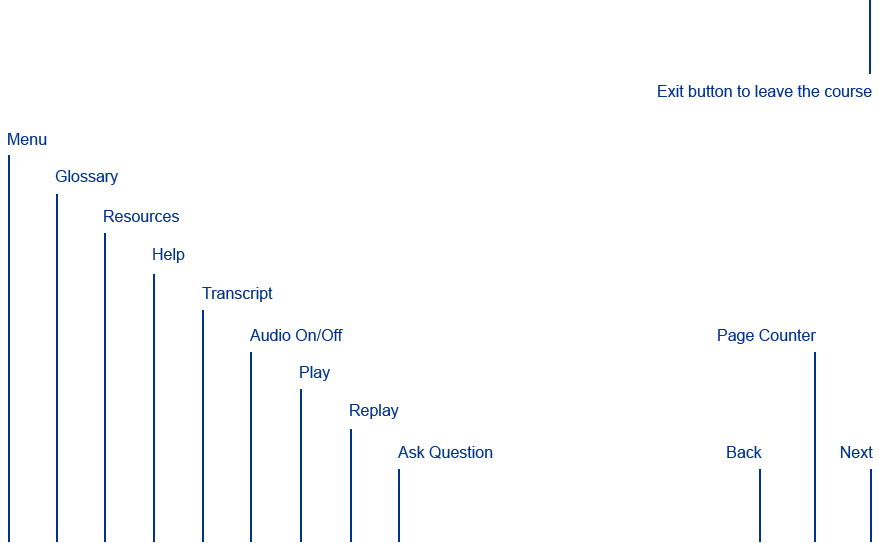 Exit button to leave the course
Menu
Glossary
Resources
Help
Transcript
Audio On/Off
Page Counter
Play
Replay
Ask Question
Back
Next